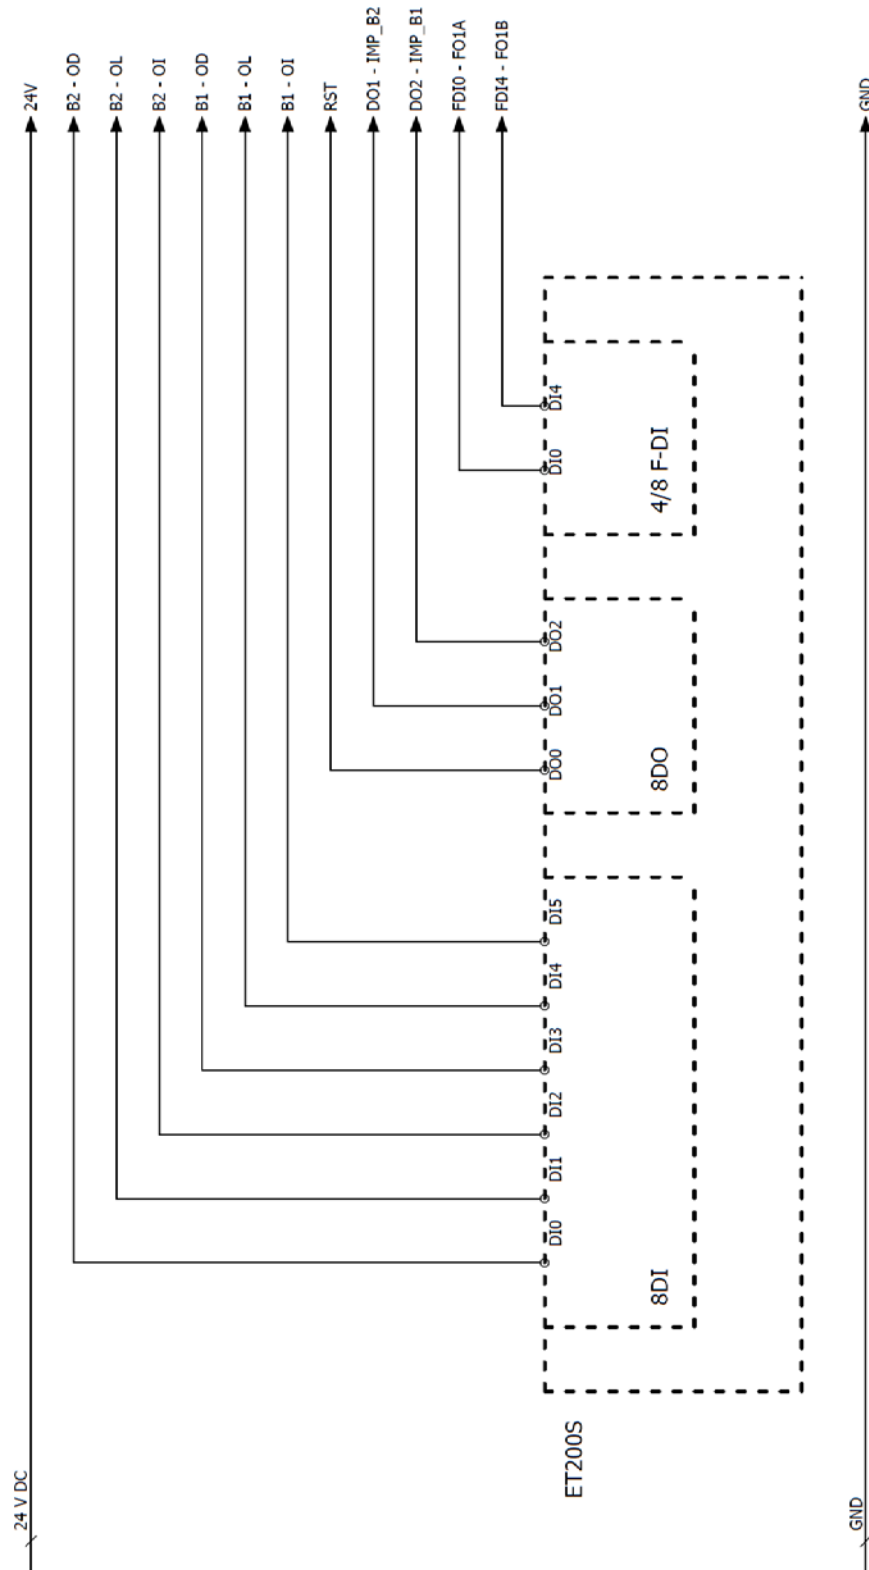 24V
B2 - OD
B2 - OL
B2 - OI
B1 - OD
B1 - OL
B1 - OI
RST
DO1 - IMP_B2
DO2 - IMP_B1
FDI0 - FO1A
FDI4 - FO1B
GND
DI4
DI0
4/8 F-DI
DO2
DO1
DO0
8DO
DI5
DI4
DI3
DI2
DI1
DI0
8DI
ET200S
24 V DC
GND